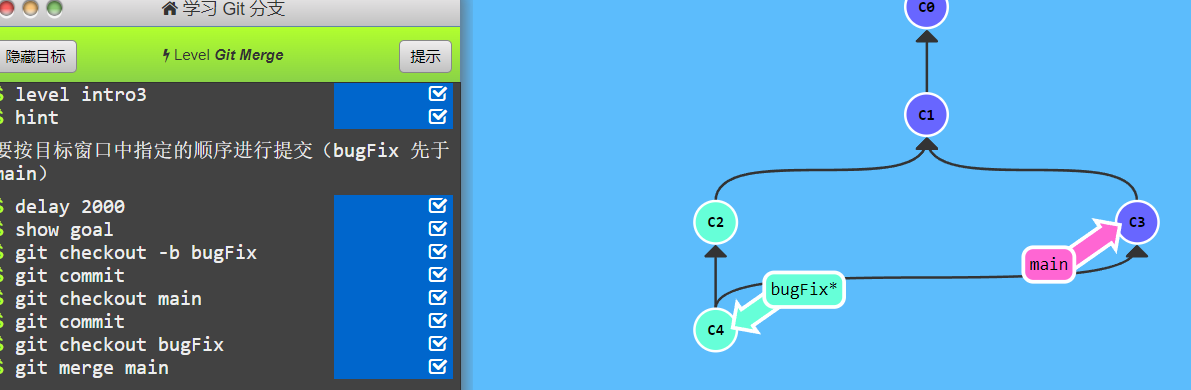 学习 Git 分支
隐藏目标
Level Git Merge
提示
$ level intro3
$ hint
要按目标窗口中指定的顺序进行提交（bugFix 先于
main）
$ delay 2000
$ show goal
$ git checkout -b bugFix
$ git commit
$ git checkout main
$ git commit
$ git checkout bugFix
$ git merge main
C0
C1
C2
C3
main
bugFix*
C4